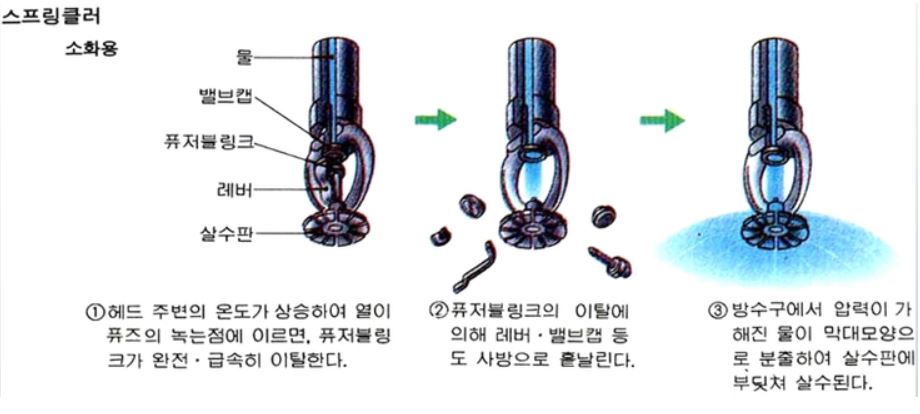 스프링클러
소화용
물
밸브캡
퓨저블링크
레버
살수판
①헤드 주변의 온도가 상승하여 열이
퓨즈의 녹는점에 이르면, 퓨저블링
크가 완전·급속히 이탈한다.
②퓨저블링크의 이탈에
의해 레버·밸브캡 등
도 사방으로 흩날린다.
③방수구에서 압력이 가
해진 물이 막대모양으
로 분출하여 살수판에
부딪쳐 살수된다.